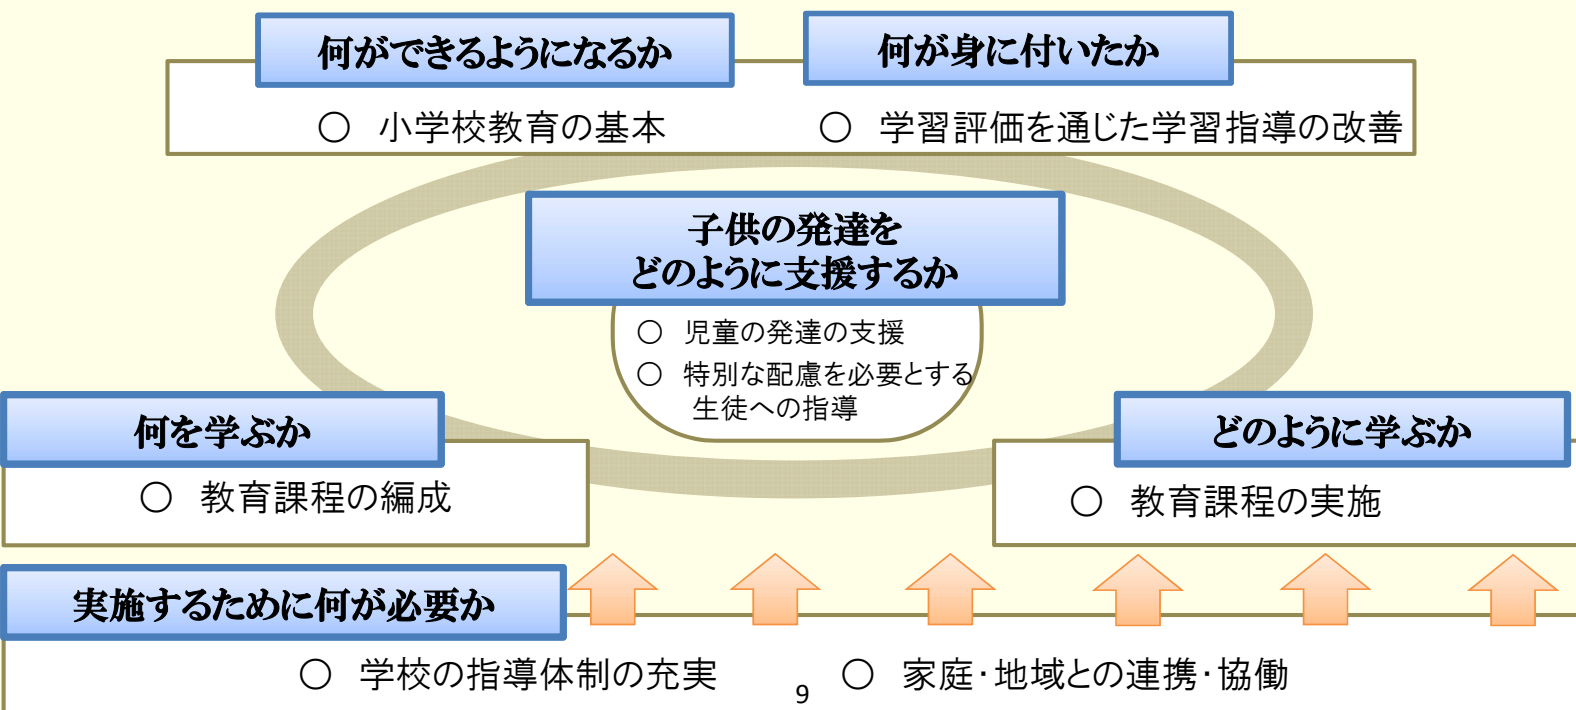 何ができるようになるか
何が身に付いたか
○ 小学校教育の基本
○ 学習評価を通じた学習指導の改善
子供の発達を
どのように支援するか
○ 児童の発達の支援
○ 特別な配慮を必要とする
生徒への指導
何を学ぶか
○ 教育課程の編成
どのように学ぶか
○ 教育課程の実施
実施するために何が必要か
○ 学校の指導体制の充実
○ 家庭・地域との連携・協働
9